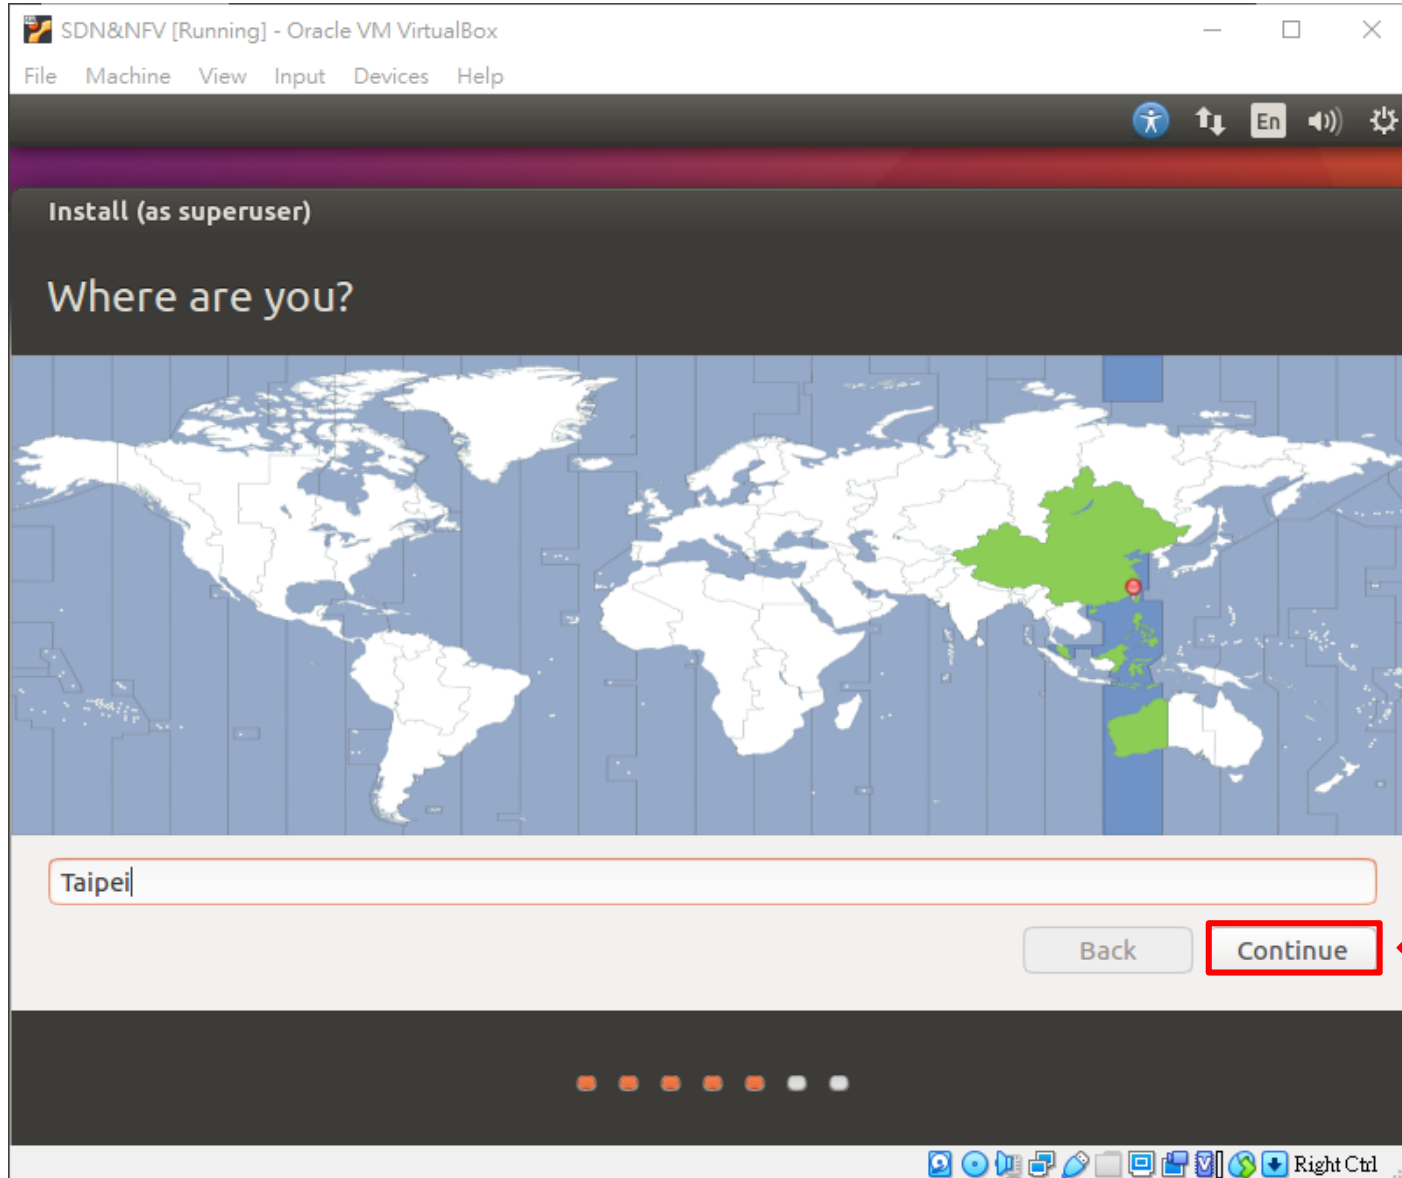 SDN&NFV [Running] - Oracle VM VirtualBox
File Machine View Input Devices Help
En
Install (as superuser)
Where are you?
Taipei
Back Continue
Right Ctrl